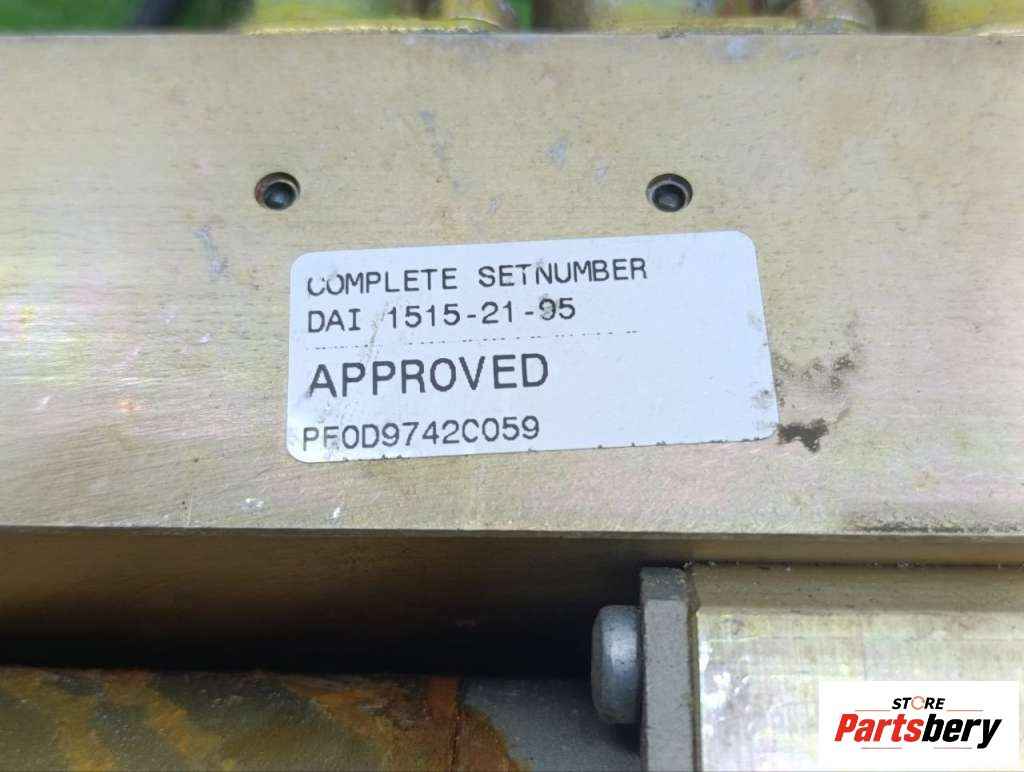 COMPLETE SETNUMBER
DAI 1515-21-95
APPROVED
PF0D9742C059
STORE
Partsbery